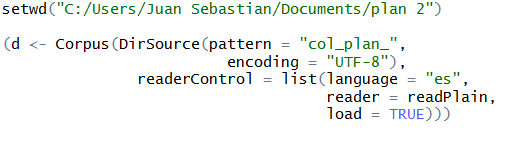 setwd("C:/Users/Juan Sebastian/Documents/plan 2")
(d <- Corpus(DirSource(pattern = "col_plan_",
encoding = "UTF-8"),
readerControl = list(language = "es",
reader = readPlain,
load = TRUE)))